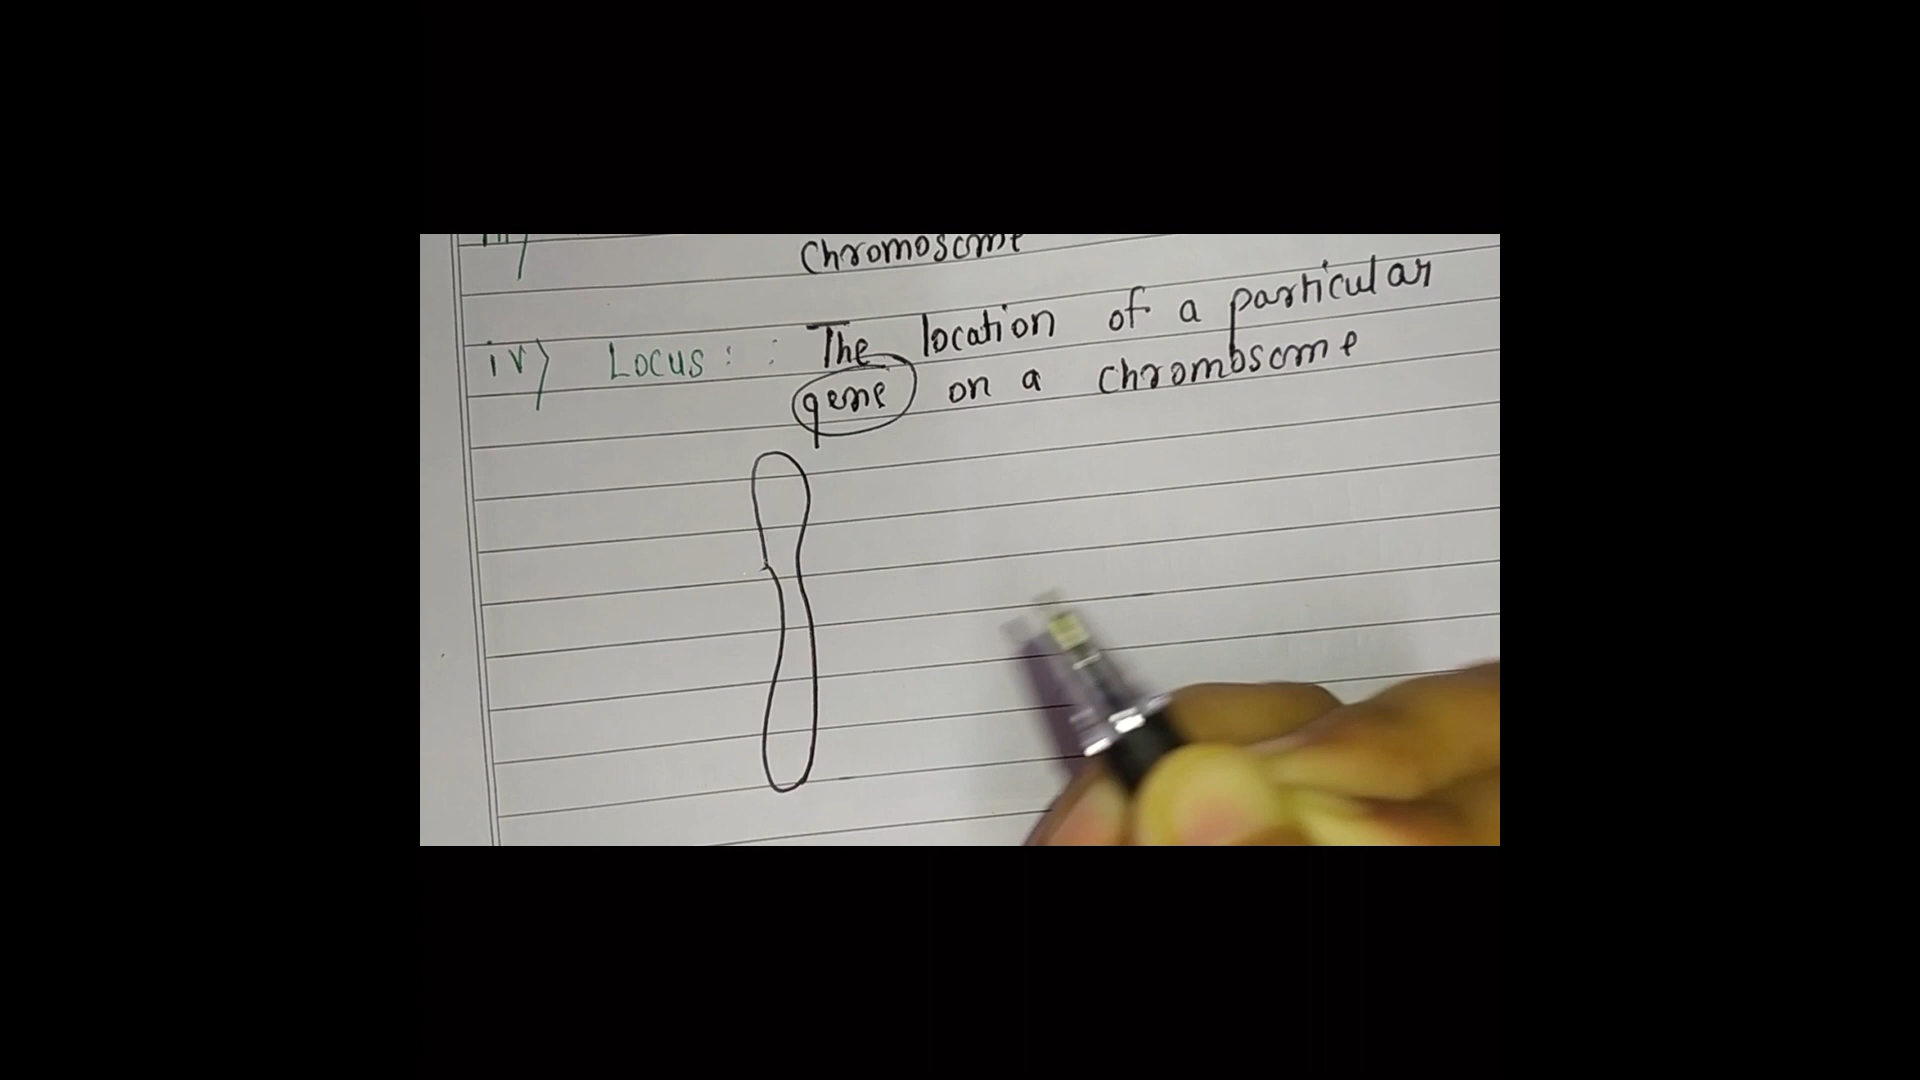 Chromosome
iv) Locus: : The location of a particular
gene on a chromosome